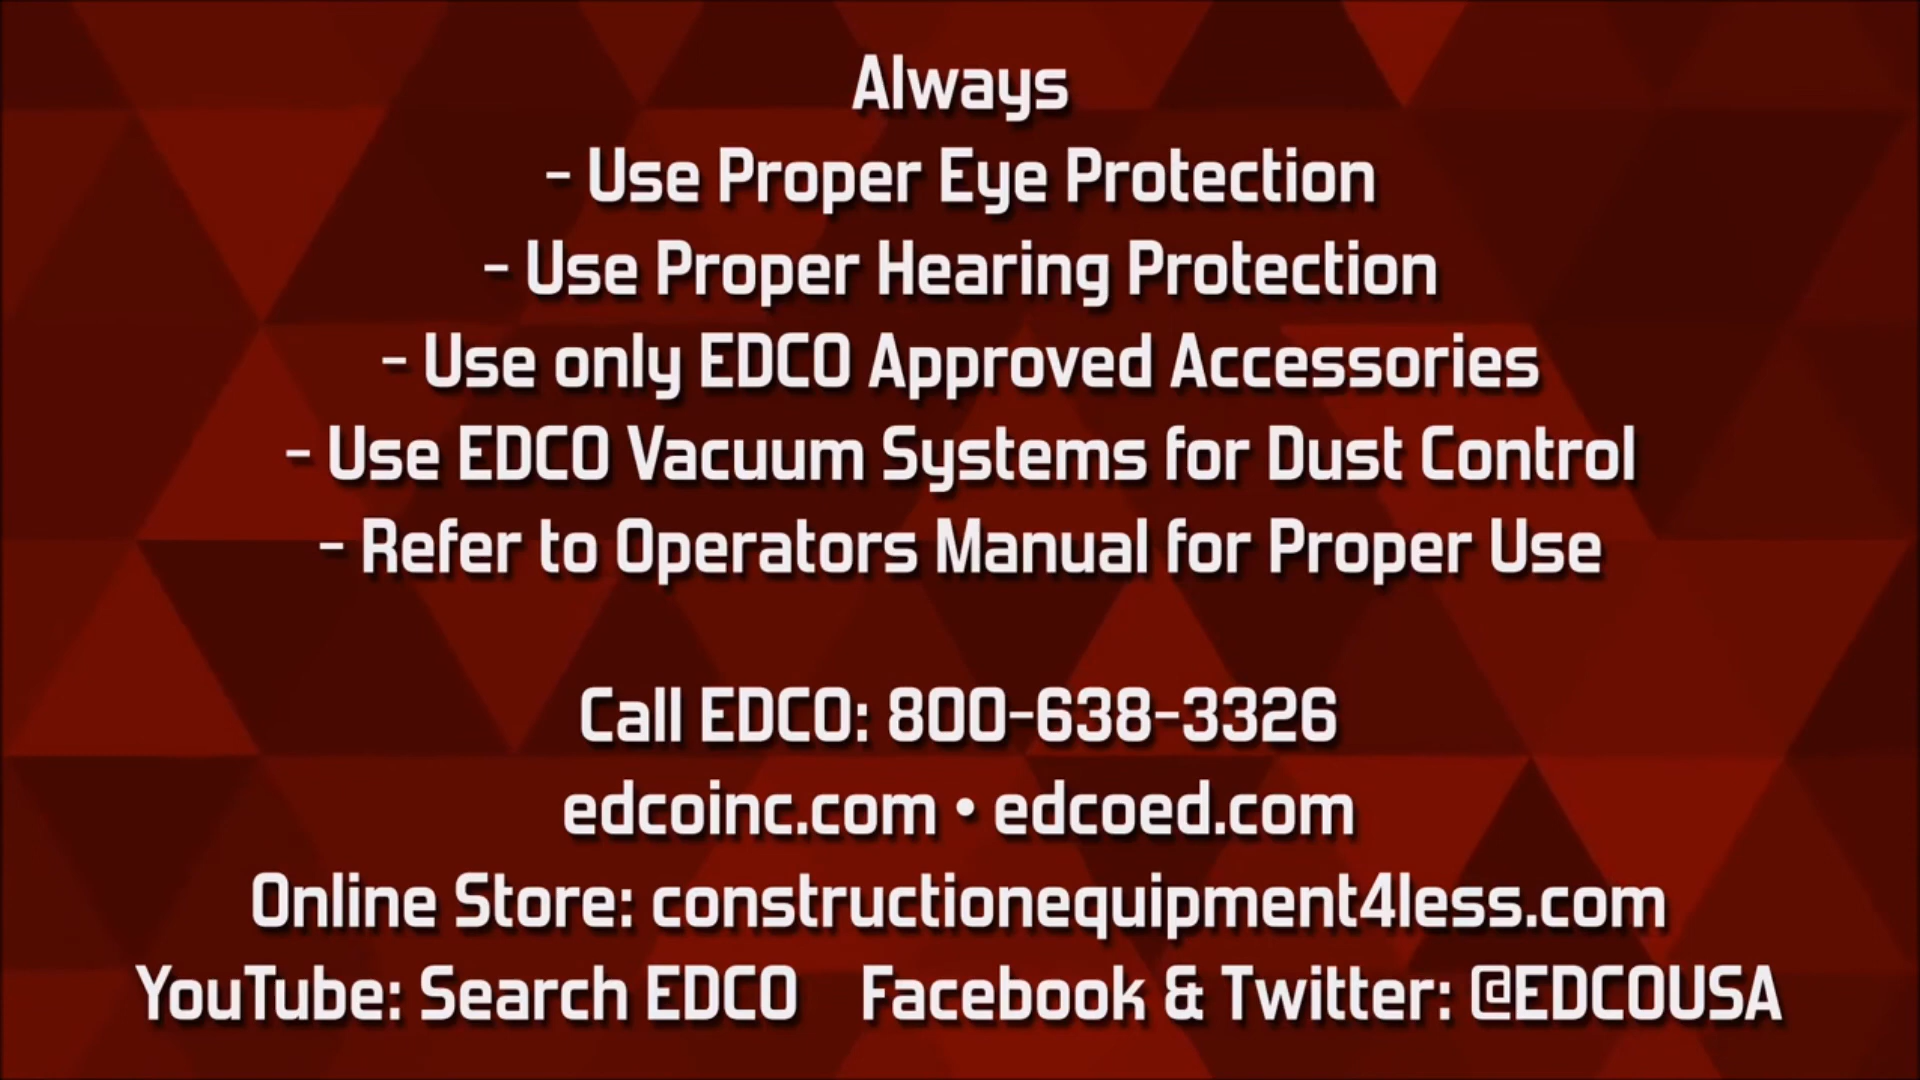 Always
- Use Proper Eye Protection
- Use Proper Hearing Protection
- Use only EDCO Approved Accessories
- Use EDCO Vacuum Systems for Dust Control
- Refer to Operators Manual for Proper Use
Call EDCO: 800-638-3326
edcoinc.com • edcoed.com
Online Store: constructionequipment4less.com
YouTube: Search EDCO Facebook & Twitter: @EDCOUSA